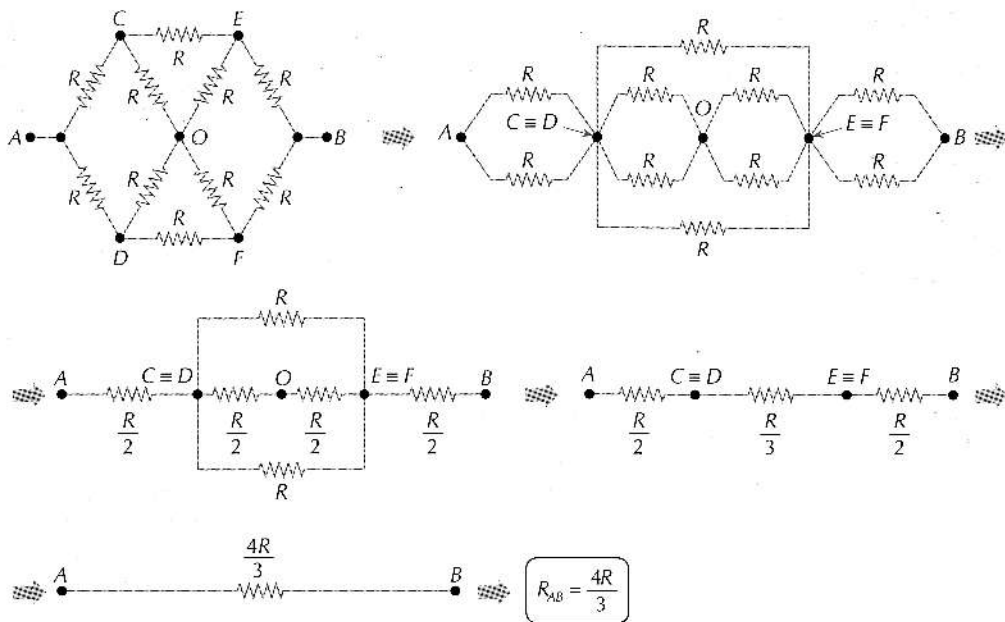 C E
R
R R R R
A O B
R R R R
R
D F
R
R R R R
A C ≡ D O E ≡ F B
R R R R
R
R
A C ≡ D O E ≡ F B
R/2 R/2 R/2 R/2
R
A C ≡ D E ≡ F B
R/2 R/3 R/2
4R/3
A B
R_AB = 4R/3